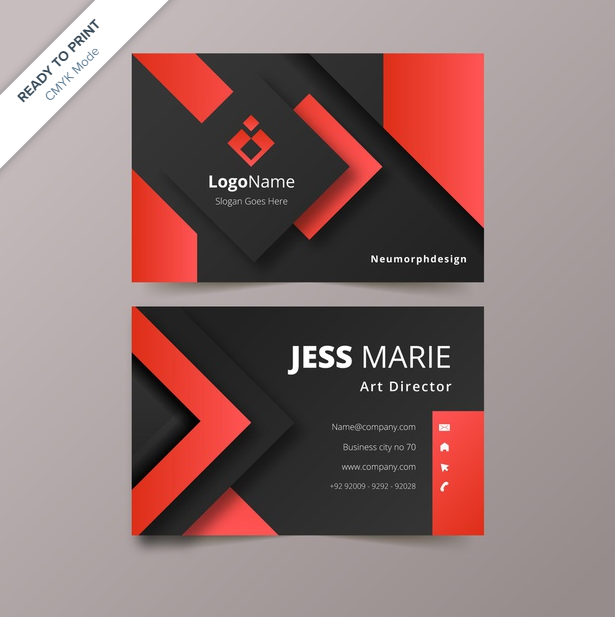 READY TO PRINT
CMYK Mode
LogoName
Slogan Goes Here
Neumorphdesign
JESS MARIE
Art Director
Name@company.com
Business city no 70
www.company.com
+92 92009 - 9292 - 92028